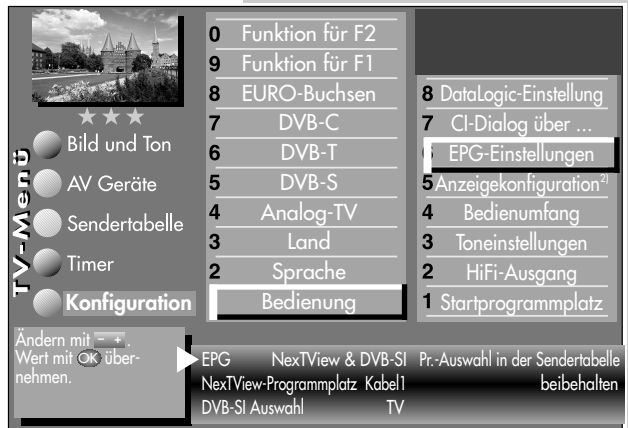 TV-Menü
Bild und Ton
AV Geräte
Sendertabelle
Timer
Konfiguration
0 Funktion für F2
9 Funktion für F1
8 EURO-Buchsen
7 DVB-C
6 DVB-T
5 DVB-S
4 Analog-TV
3 Land
2 Sprache
Bedienung
8 DataLogic-Einstellung
7 CI-Dialog über ...
6 EPG-Einstellungen
5 Anzeigekonfiguration2)
4 Bedienumfang
3 Toneinstellungen
2 HiFi-Ausgang
1 Startprogrammplatz
Ändern mit - + .
Wert mit OK über-
nehmen.
EPG NexTView & DVB-SI Pr.-Auswahl in der Sendertabelle
NexTView-Programmplatz Kabel1 beibehalten
DVB-SI Auswahl TV